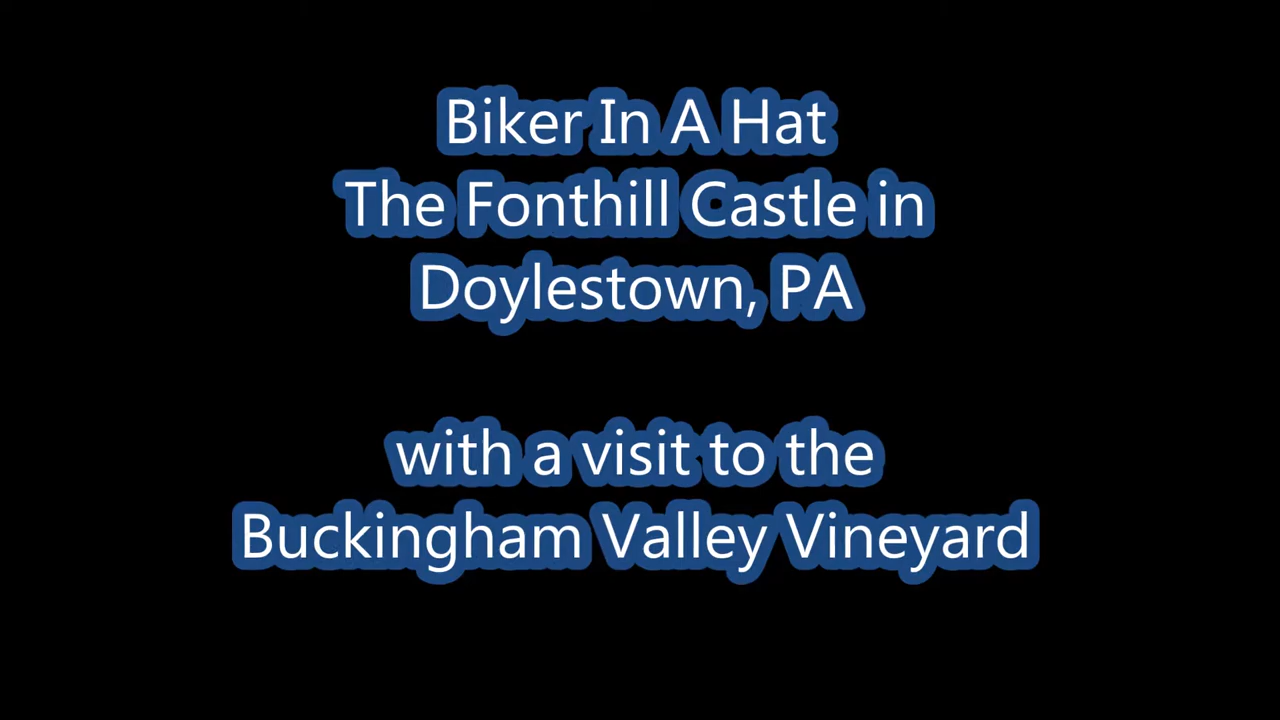 Biker In A Hat
The Fonthill Castle in
Doylestown, PA
with a visit to the
Buckingham Valley Vineyard